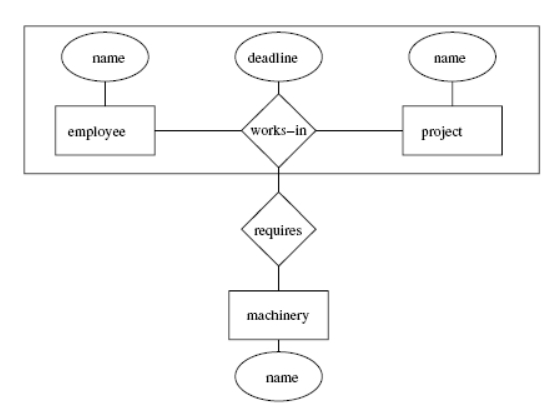 name
deadline
name
employee
works–in
project
requires
machinery
name